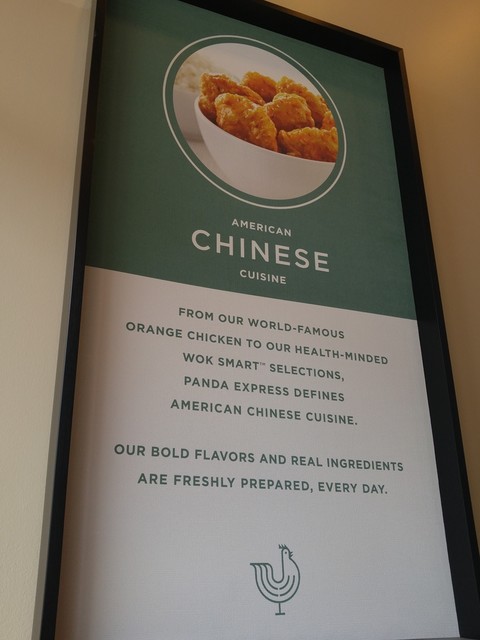 AMERICAN
CHINESE
CUISINE
FROM OUR WORLD-FAMOUS
ORANGE CHICKEN TO OUR HEALTH-MINDED
WOK SMART™ SELECTIONS,
PANDA EXPRESS DEFINES
AMERICAN CHINESE CUISINE.
OUR BOLD FLAVORS AND REAL INGREDIENTS
ARE FRESHLY PREPARED, EVERY DAY.